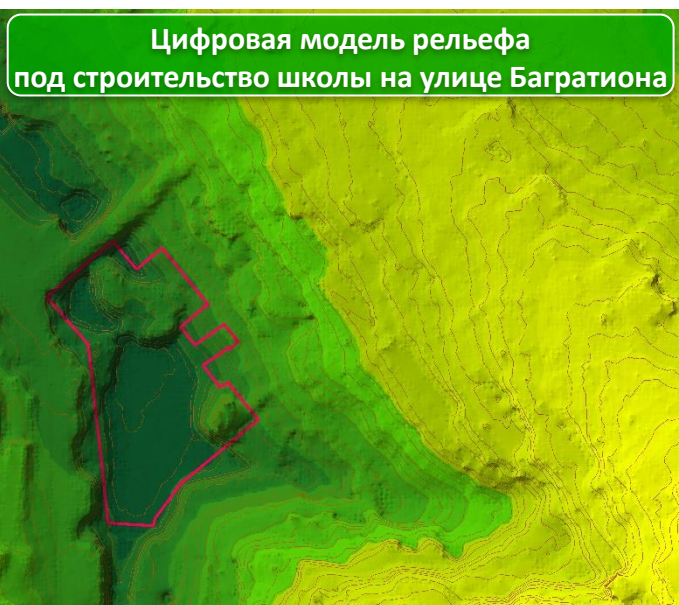 Цифровая модель рельефа
под строительство школы на улице Багратиона